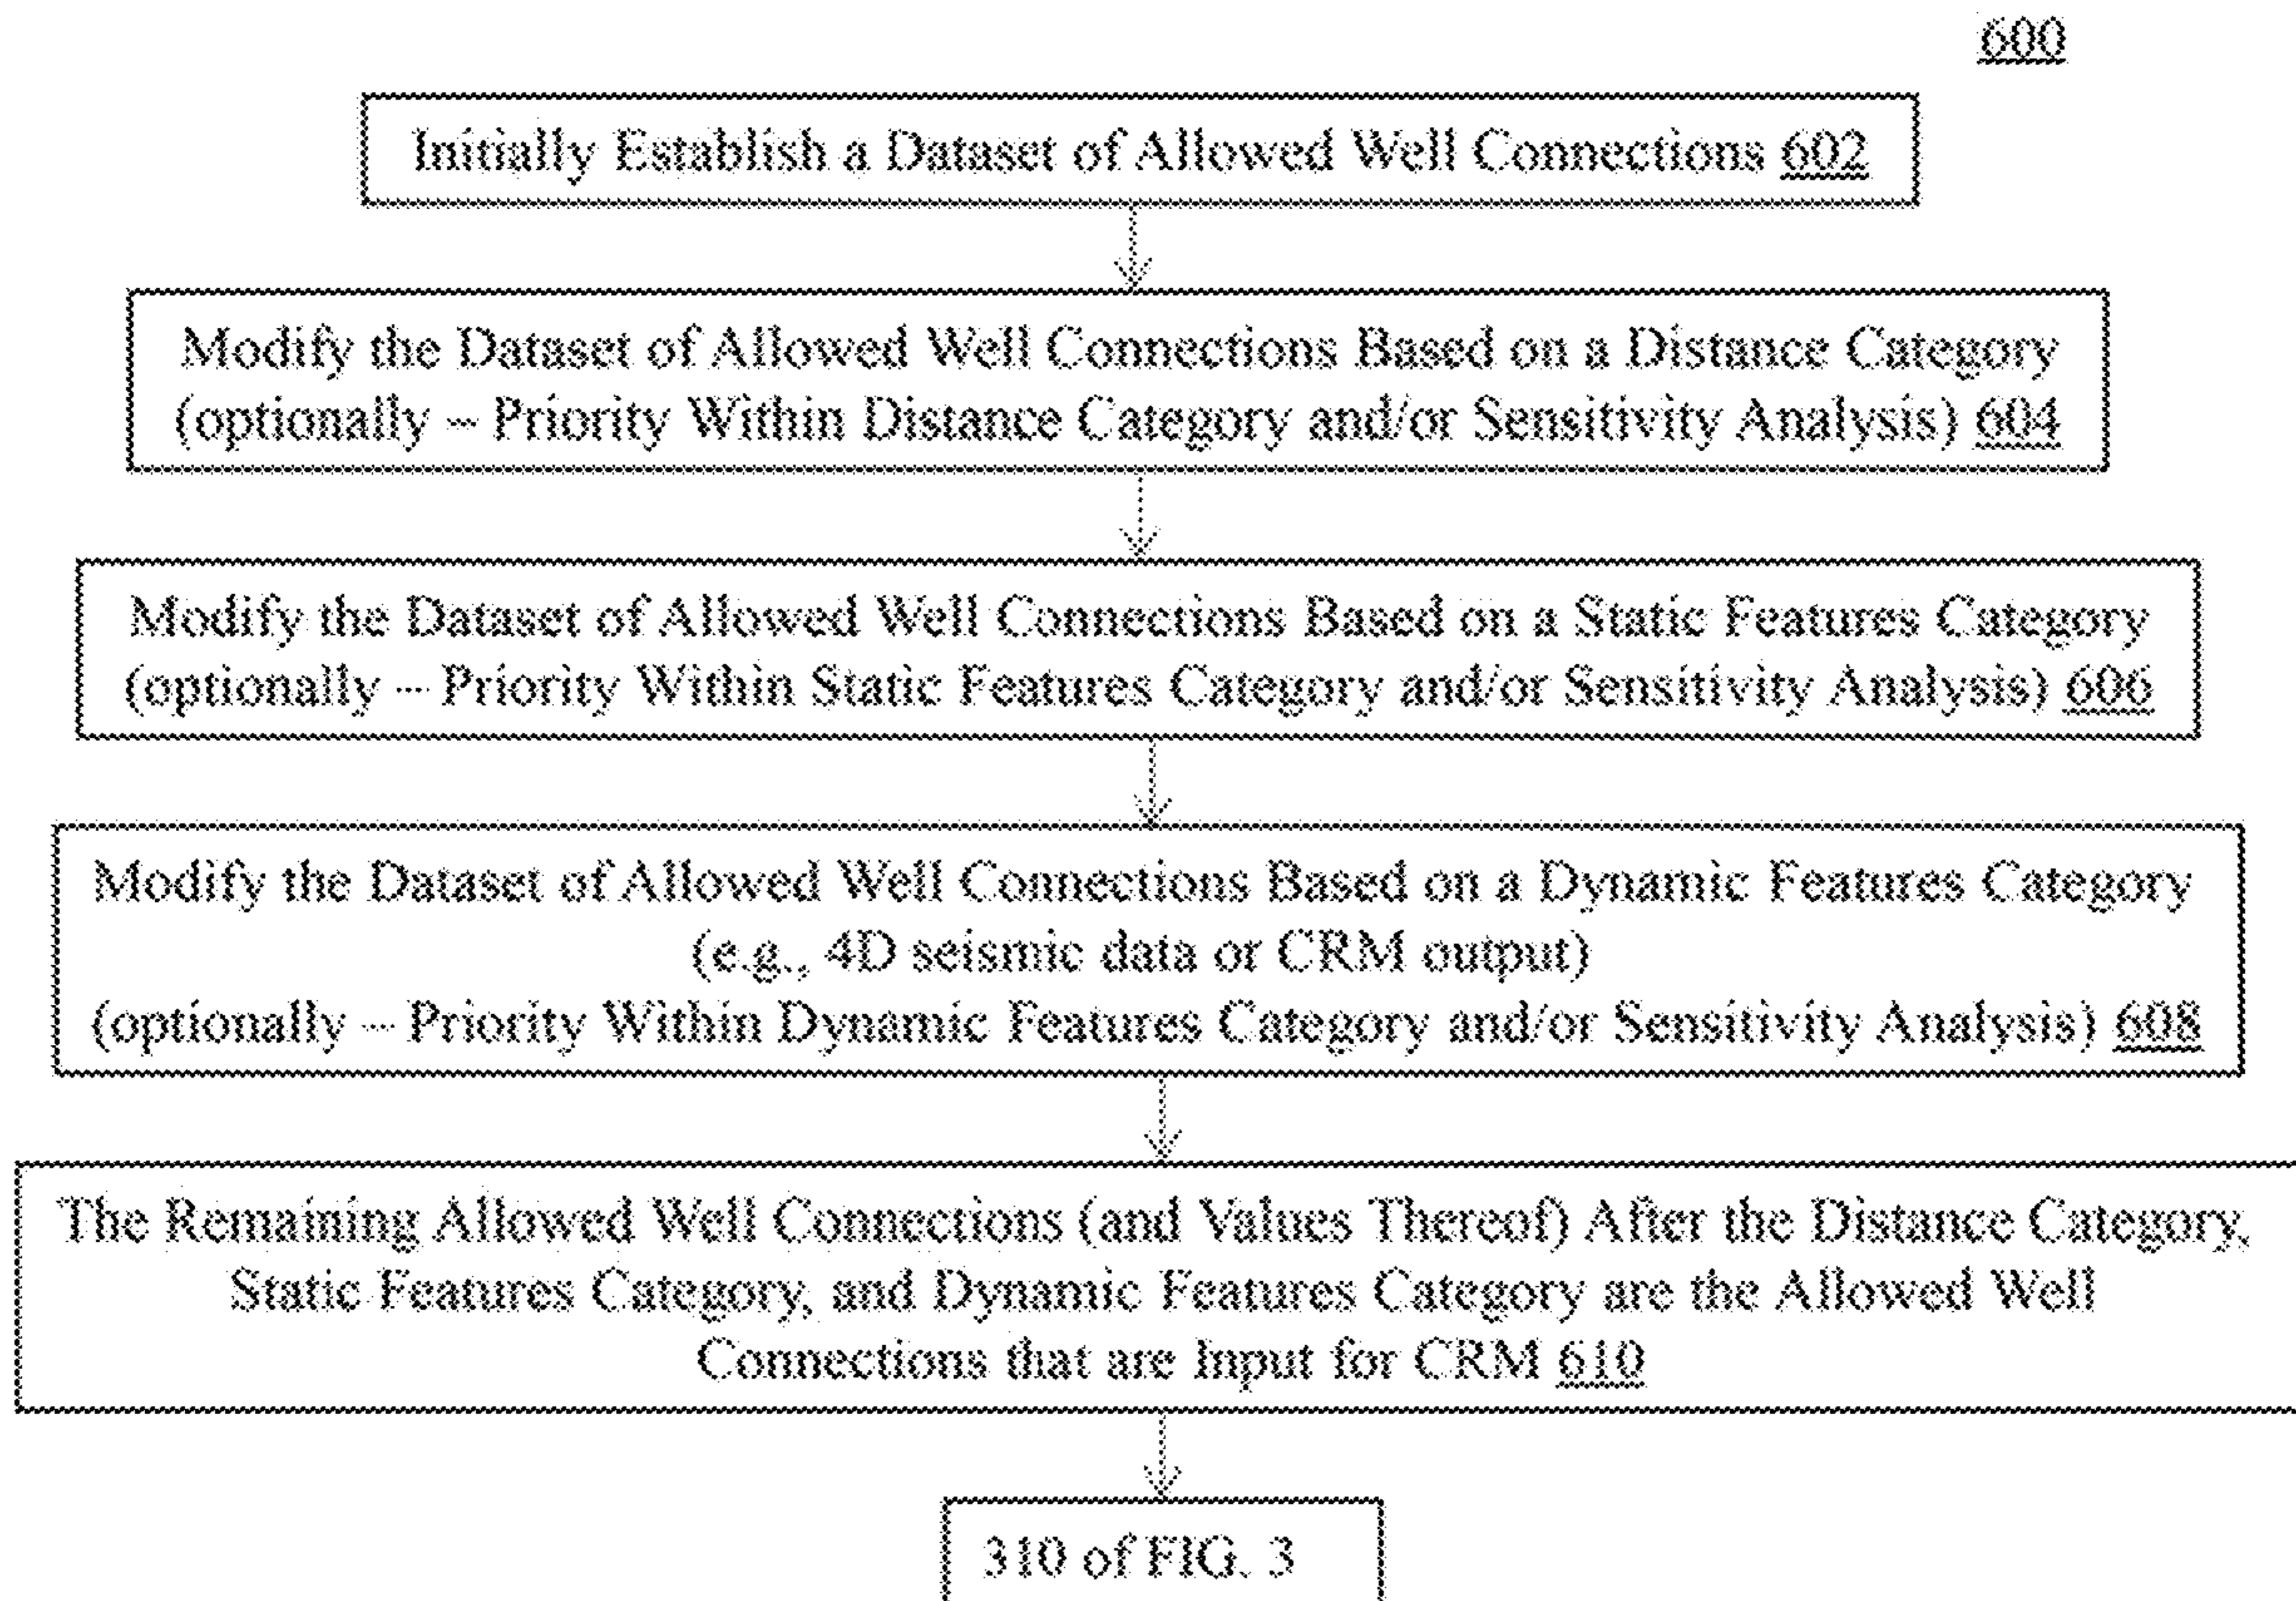 600
Initially Establish a Dataset of Allowed Well Connections 602
Modify the Dataset of Allowed Well Connections Based on a Distance Category
(optionally – Priority Within Distance Category and/or Sensitivity Analysis) 604
Modify the Dataset of Allowed Well Connections Based on a Static Features Category
(optionally – Priority Within Static Features Category and/or Sensitivity Analysis) 606
Modify the Dataset of Allowed Well Connections Based on a Dynamic Features Category
(e.g., 4D seismic data or CRM output)
(optionally – Priority Within Dynamic Features Category and/or Sensitivity Analysis) 608
The Remaining Allowed Well Connections (and Values Thereof) After the Distance Category,
Static Features Category, and Dynamic Features Category are the Allowed Well
Connections that are Input for CRM 610
310 of FIG. 3